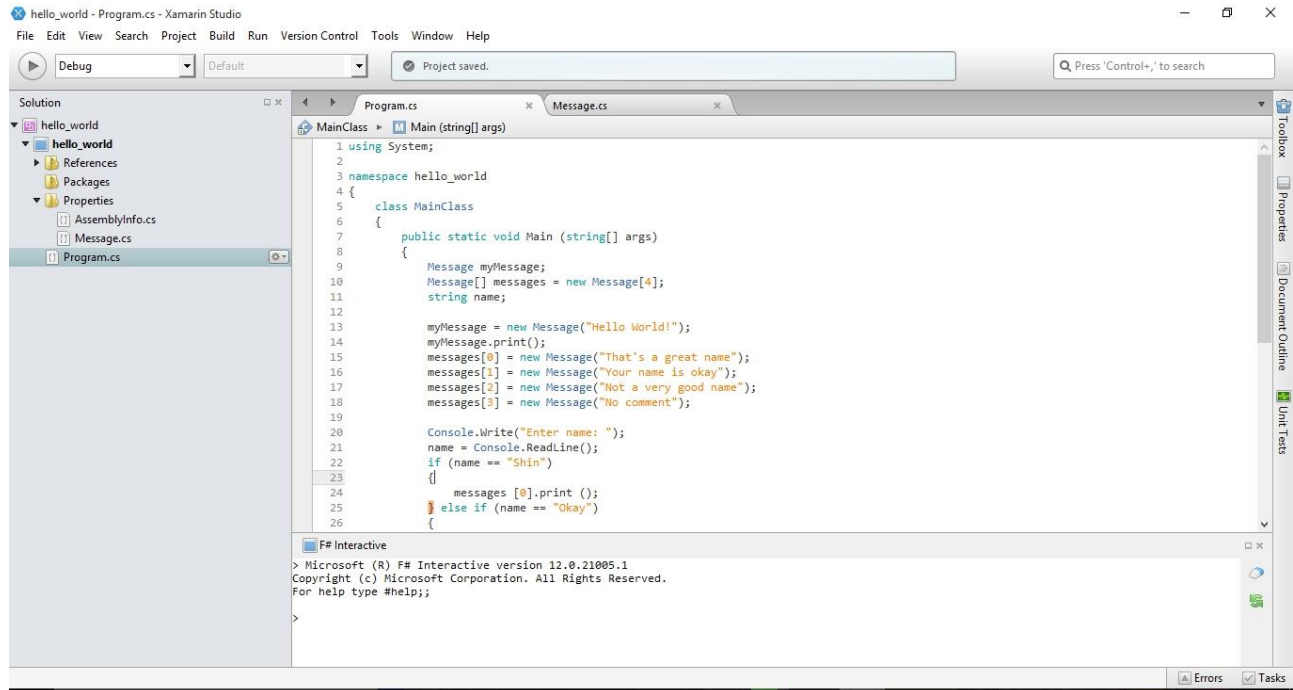 hello_world - Program.cs - Xamarin Studio
File Edit View Search Project Build Run Version Control Tools Window Help
Debug Default Project saved. Press 'Control+,' to search
Solution
hello_world
hello_world
References
Packages
Properties
AssemblyInfo.cs
Message.cs
Program.cs
Program.cs Message.cs
MainClass Main (string[] args)
1 using System;
2
3 namespace hello_world
4 {
5     class MainClass
6     {
7         public static void Main (string[] args)
8         {
9             Message myMessage;
10             Message[] messages = new Message[4];
11             string name;
12
13             myMessage = new Message("Hello World!");
14             myMessage.print();
15             messages[0] = new Message("That's a great name");
16             messages[1] = new Message("Your name is okay");
17             messages[2] = new Message("Not a very good name");
18             messages[3] = new Message("No comment");
19
20             Console.Write("Enter name: ");
21             name = Console.ReadLine();
22             if (name == "Shin")
23             {
24                 messages [0].print ();
25             } else if (name == "Okay")
26             {
F# Interactive
> Microsoft (R) F# Interactive version 12.0.21005.1
Copyright (c) Microsoft Corporation. All Rights Reserved.
For help type #help;;
>
Toolbox
Properties
Document Outline
Unit Tests
Errors Tasks